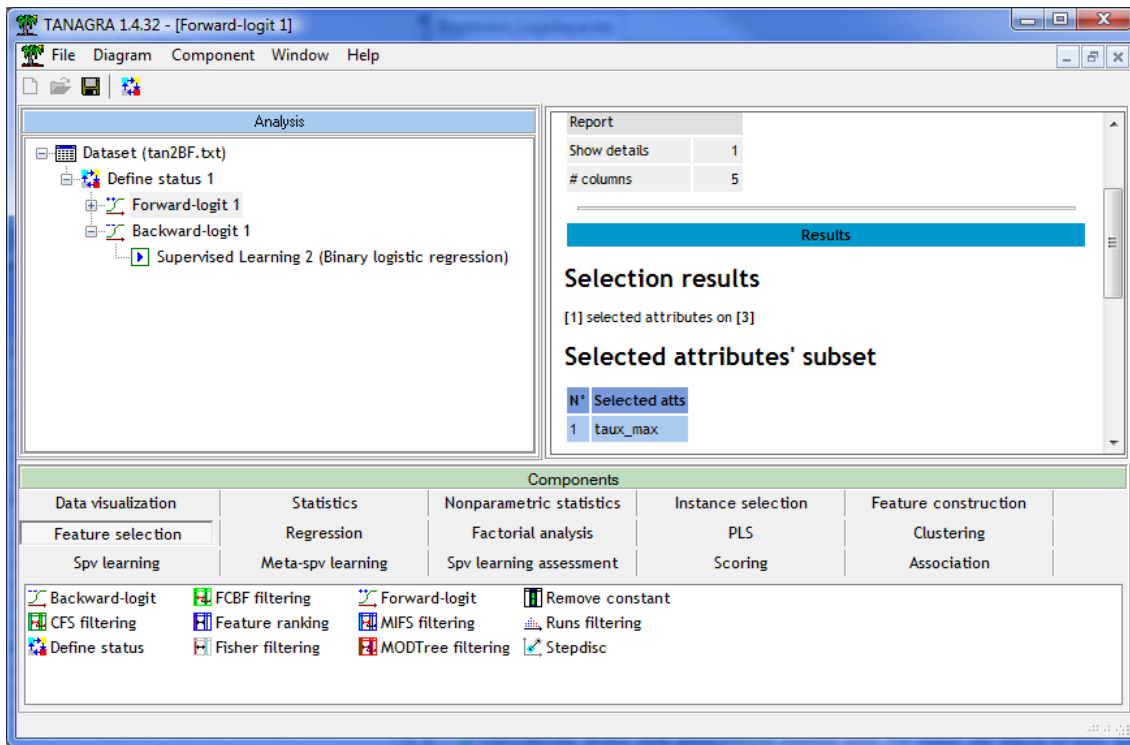 TANAGRA 1.4.32 - [Forward-logit 1]
File Diagram Component Window Help
Analysis
Dataset (tan2BF.txt)
Define status 1
Forward-logit 1
Backward-logit 1
Supervised Learning 2 (Binary logistic regression)
Report
Show details 1
# columns 5
Results
Selection results
[1] selected attributes on [3]
Selected attributes' subset
N° Selected atts
1 taux_max
Components
Data visualization Statistics Nonparametric statistics Instance selection Feature construction
Feature selection Regression Factorial analysis PLS Clustering
Spv learning Meta-spv learning Spv learning assessment Scoring Association
Backward-logit FCBF filtering Forward-logit Remove constant
CFS filtering Feature ranking MIFS filtering Runs filtering
Define status Fisher filtering MODTree filtering Stepdisc